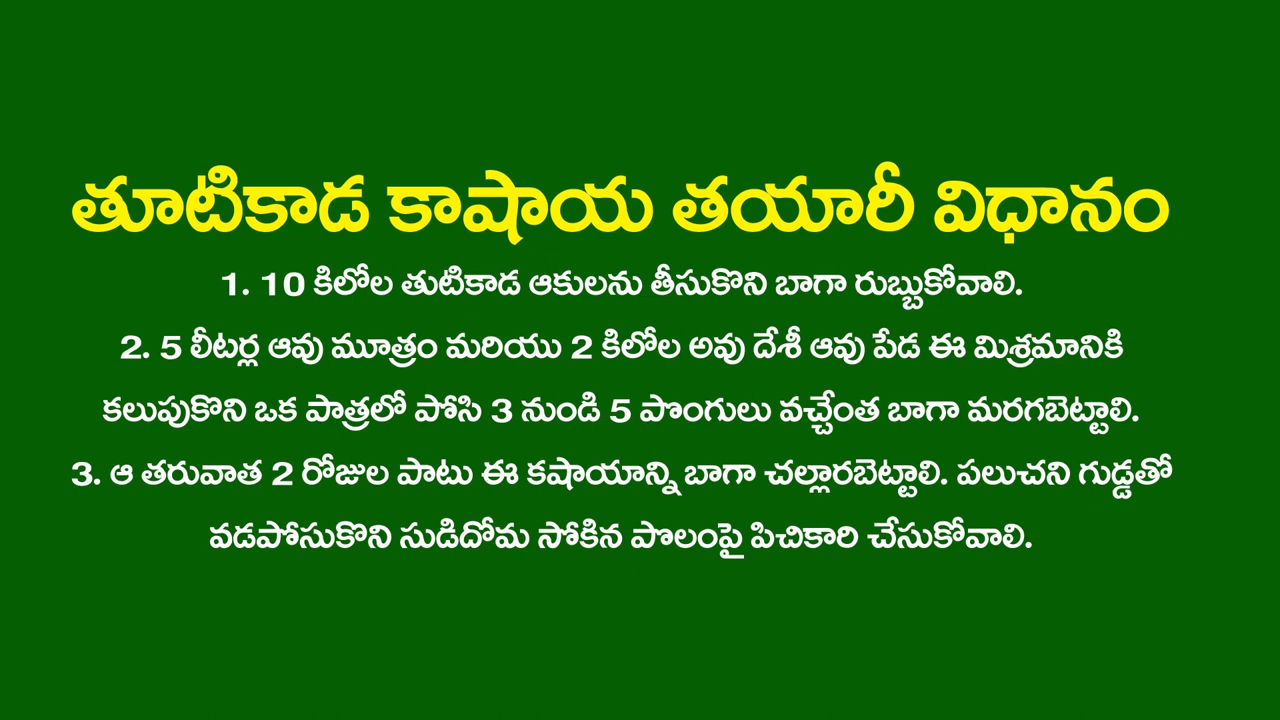 తూటికాడ కాషాయ తయారీ విధానం
1. 10 కిలోల తుటికాడ ఆకులను తీసుకొని బాగా రుబ్బుకోవాలి.
2. 5 లీటర్ల ఆవు మూత్రం మరియు 2 కిలోల అవు దేశీ ఆవు పేడ ఈ మిశ్రమానికి
కలుపుకొని ఒక పాత్రలో పోసి 3 నుండి 5 పొంగులు వచ్చేంత బాగా మరగబెట్టాలి.
3. ఆ తరువాత 2 రోజుల పాటు ఈ కషాయాన్ని బాగా చల్లారబెట్టాలి. పలుచని గుడ్డతో
వడపోసుకొని సుడిదోమ సోకిన పొలంపై పిచికారి చేసుకోవాలి.